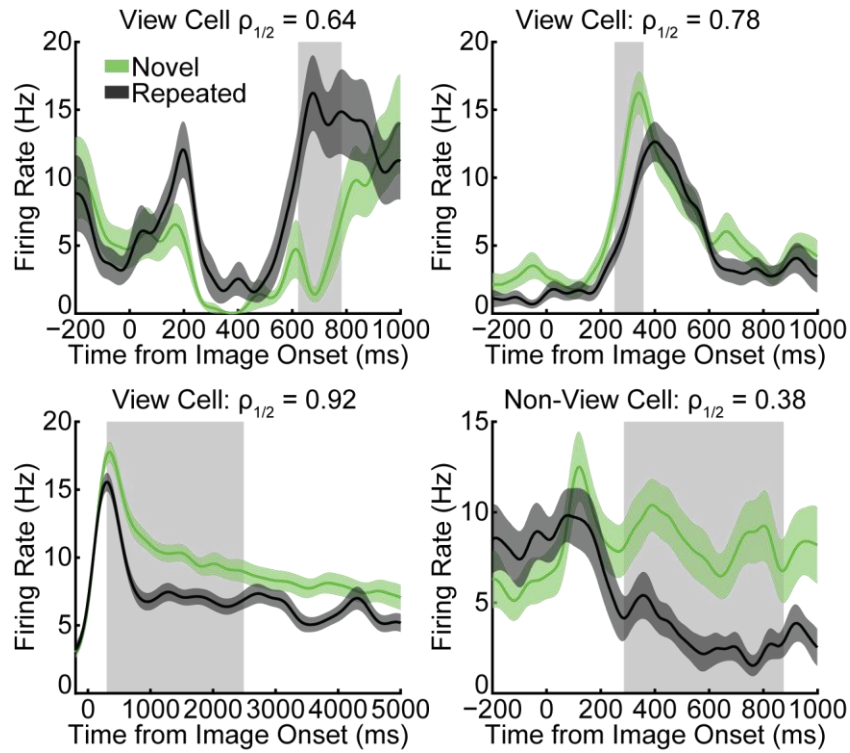 View Cell ρ1/2 = 0.64
20
15
10
5
0
Firing Rate (Hz)
Novel
Repeated
−200 0 200 400 600 800 1000
Time from Image Onset (ms)
View Cell: ρ1/2 = 0.78
20
15
10
5
0
Firing Rate (Hz)
−200 0 200 400 600 800 1000
Time from Image Onset (ms)
View Cell: ρ1/2 = 0.92
20
15
10
5
0
Firing Rate (Hz)
0 1000 2000 3000 4000 5000
Time from Image Onset (ms)
Non-View Cell: ρ1/2 = 0.38
15
10
5
0
Firing Rate (Hz)
−200 0 200 400 600 800 1000
Time from Image Onset (ms)